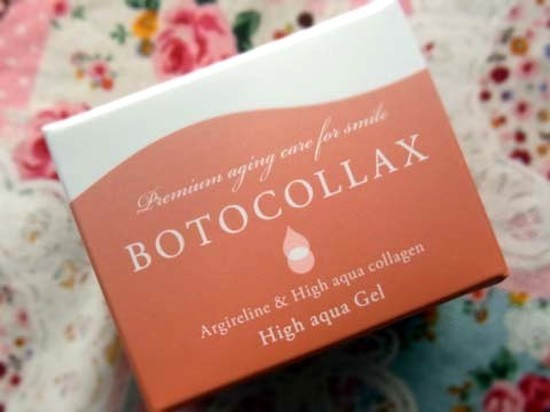 Premium aging care for smile
BOTOCOLLAX
Argireline & High aqua collagen
High aqua Gel